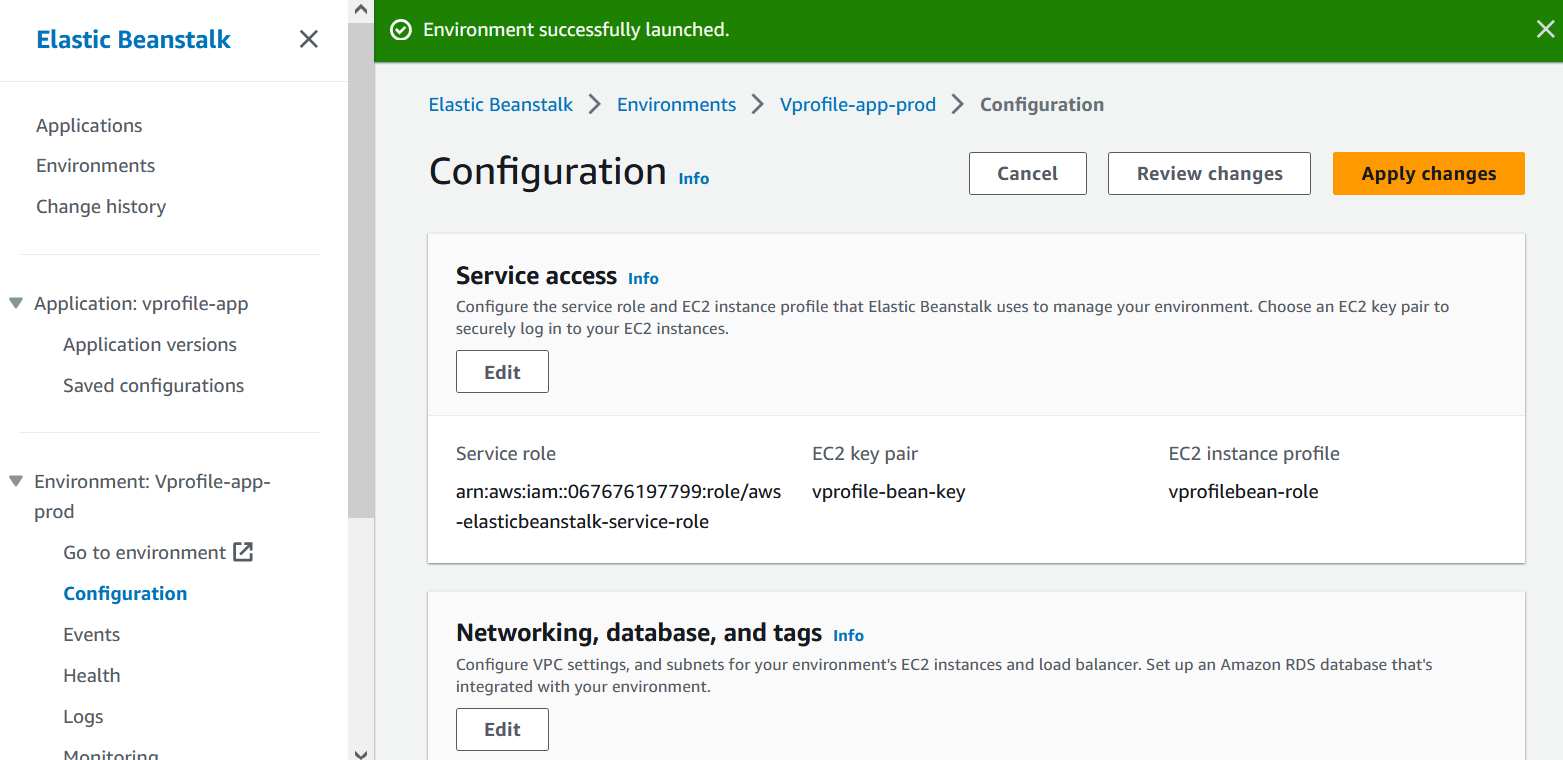 Elastic Beanstalk
Applications
Environments
Change history
Application: vprofile-app
Application versions
Saved configurations
Environment: Vprofile-app-
prod
Go to environment
Configuration
Events
Health
Logs
Monitoring
Environment successfully launched.
Elastic Beanstalk Environments Vprofile-app-prod Configuration
Configuration Info
Cancel Review changes Apply changes
Service access Info
Configure the service role and EC2 instance profile that Elastic Beanstalk uses to manage your environment. Choose an EC2 key pair to
securely log in to your EC2 instances.
Edit
Service role EC2 key pair EC2 instance profile
arn:aws:iam::067676197799:role/aws vprofile-bean-key vprofilebean-role
-elasticbeanstalk-service-role
Networking, database, and tags Info
Configure VPC settings, and subnets for your environment's EC2 instances and load balancer. Set up an Amazon RDS database that's
integrated with your environment.
Edit